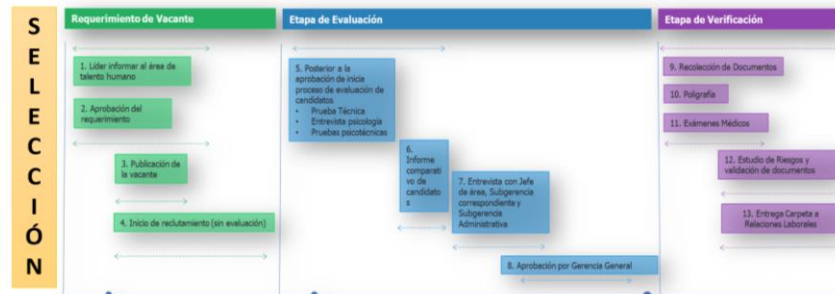 SELECCIÓN
Requerimiento de Vacante
1. Líder informar al área de
talento humano
2. Aprobación del
requerimiento
3. Publicación de
la vacante
4. Inicio de reclutamiento (sin evaluación)
Etapa de Evaluación
5. Posterior a la
aprobación de inicia
proceso de evaluación de
candidatos
• Prueba Técnica
• Entrevista psicología
• Pruebas psicotécnicas
6.
Informe
comparati
vo de
candidato
s
7. Entrevista con Jefe
de área, Subgerencia
correspondiente y
Subgerencia
Administrativa
8. Aprobación por Gerencia General
Etapa de Verificación
9. Recolección de Documentos
10. Poligrafía
11. Exámenes Médicos
12. Estudio de Riesgos y
validación de documentos
13. Entrega Carpeta a
Relaciones Laborales